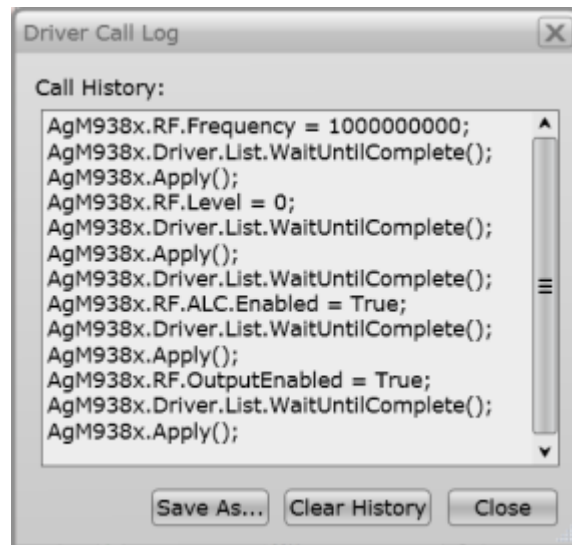 Driver Call Log
Call History:
AgM938x.RF.Frequency = 1000000000;
AgM938x.Driver.List.WaitUntilComplete();
AgM938x.Apply();
AgM938x.RF.Level = 0;
AgM938x.Driver.List.WaitUntilComplete();
AgM938x.Apply();
AgM938x.Driver.List.WaitUntilComplete();
AgM938x.RF.ALC.Enabled = True;
AgM938x.Driver.List.WaitUntilComplete();
AgM938x.Apply();
AgM938x.RF.OutputEnabled = True;
AgM938x.Driver.List.WaitUntilComplete();
AgM938x.Apply();
Save As... Clear History Close